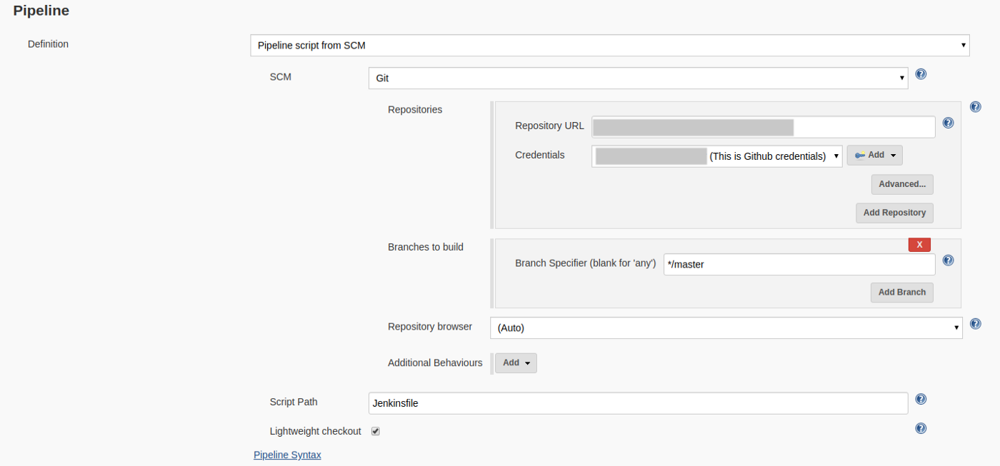 Pipeline
Definition
Pipeline script from SCM
SCM
Git
Repositories
Repository URL
Credentials
(This is Github credentials)
Add
Advanced...
Add Repository
Branches to build
X
Branch Specifier (blank for 'any')
*/master
Add Branch
Repository browser
(Auto)
Additional Behaviours
Add
Script Path
Jenkinsfile
Lightweight checkout
Pipeline Syntax